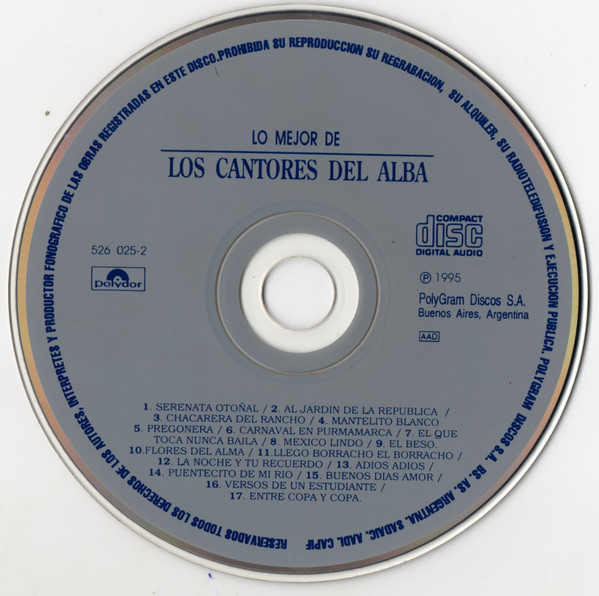 RESERVADOS TODOS LOS DERECHOS DE LOS AUTORES, INTERPRETES Y PRODUCTOR FONOGRAFICO DE LAS OBRAS REGISTRADAS EN ESTE DISCO.PROHIBIDA SU REPRODUCCION SU REGRABACION, SU ALQUILER, SU RADIOTELEDIFUSION Y EJECUCION PUBLICA. POLYGRAM DISCOS S.A. BS. AS. ARGENTINA. SADAIC. AADI. CAPIF
LO MEJOR DE
LOS CANTORES DEL ALBA
526 025-2
polydor
COMPACT
disc
DIGITAL AUDIO
Ⓟ 1995
PolyGram Discos S.A.
Buenos Aires, Argentina
AAD
1. SERENATA OTOÑAL / 2. AL JARDIN DE LA REPUBLICA /
3. CHACARERA DEL RANCHO / 4. MANTELITO BLANCO
5. PREGONERA / 6. CARNAVAL EN PURMAMARCA / 7. EL QUE
TOCA NUNCA BAILA / 8. MEXICO LINDO / 9. EL BESO.
10.FLORES DEL ALMA / 11.LLEGO BORRACHO EL BORRACHO /
12. LA NOCHE Y TU RECUERDO / 13. ADIOS ADIOS /
14. PUENTECITO DE MI RIO / 15. BUENOS DIAS AMOR /
16. VERSOS DE UN ESTUDIANTE /
17. ENTRE COPA Y COPA.